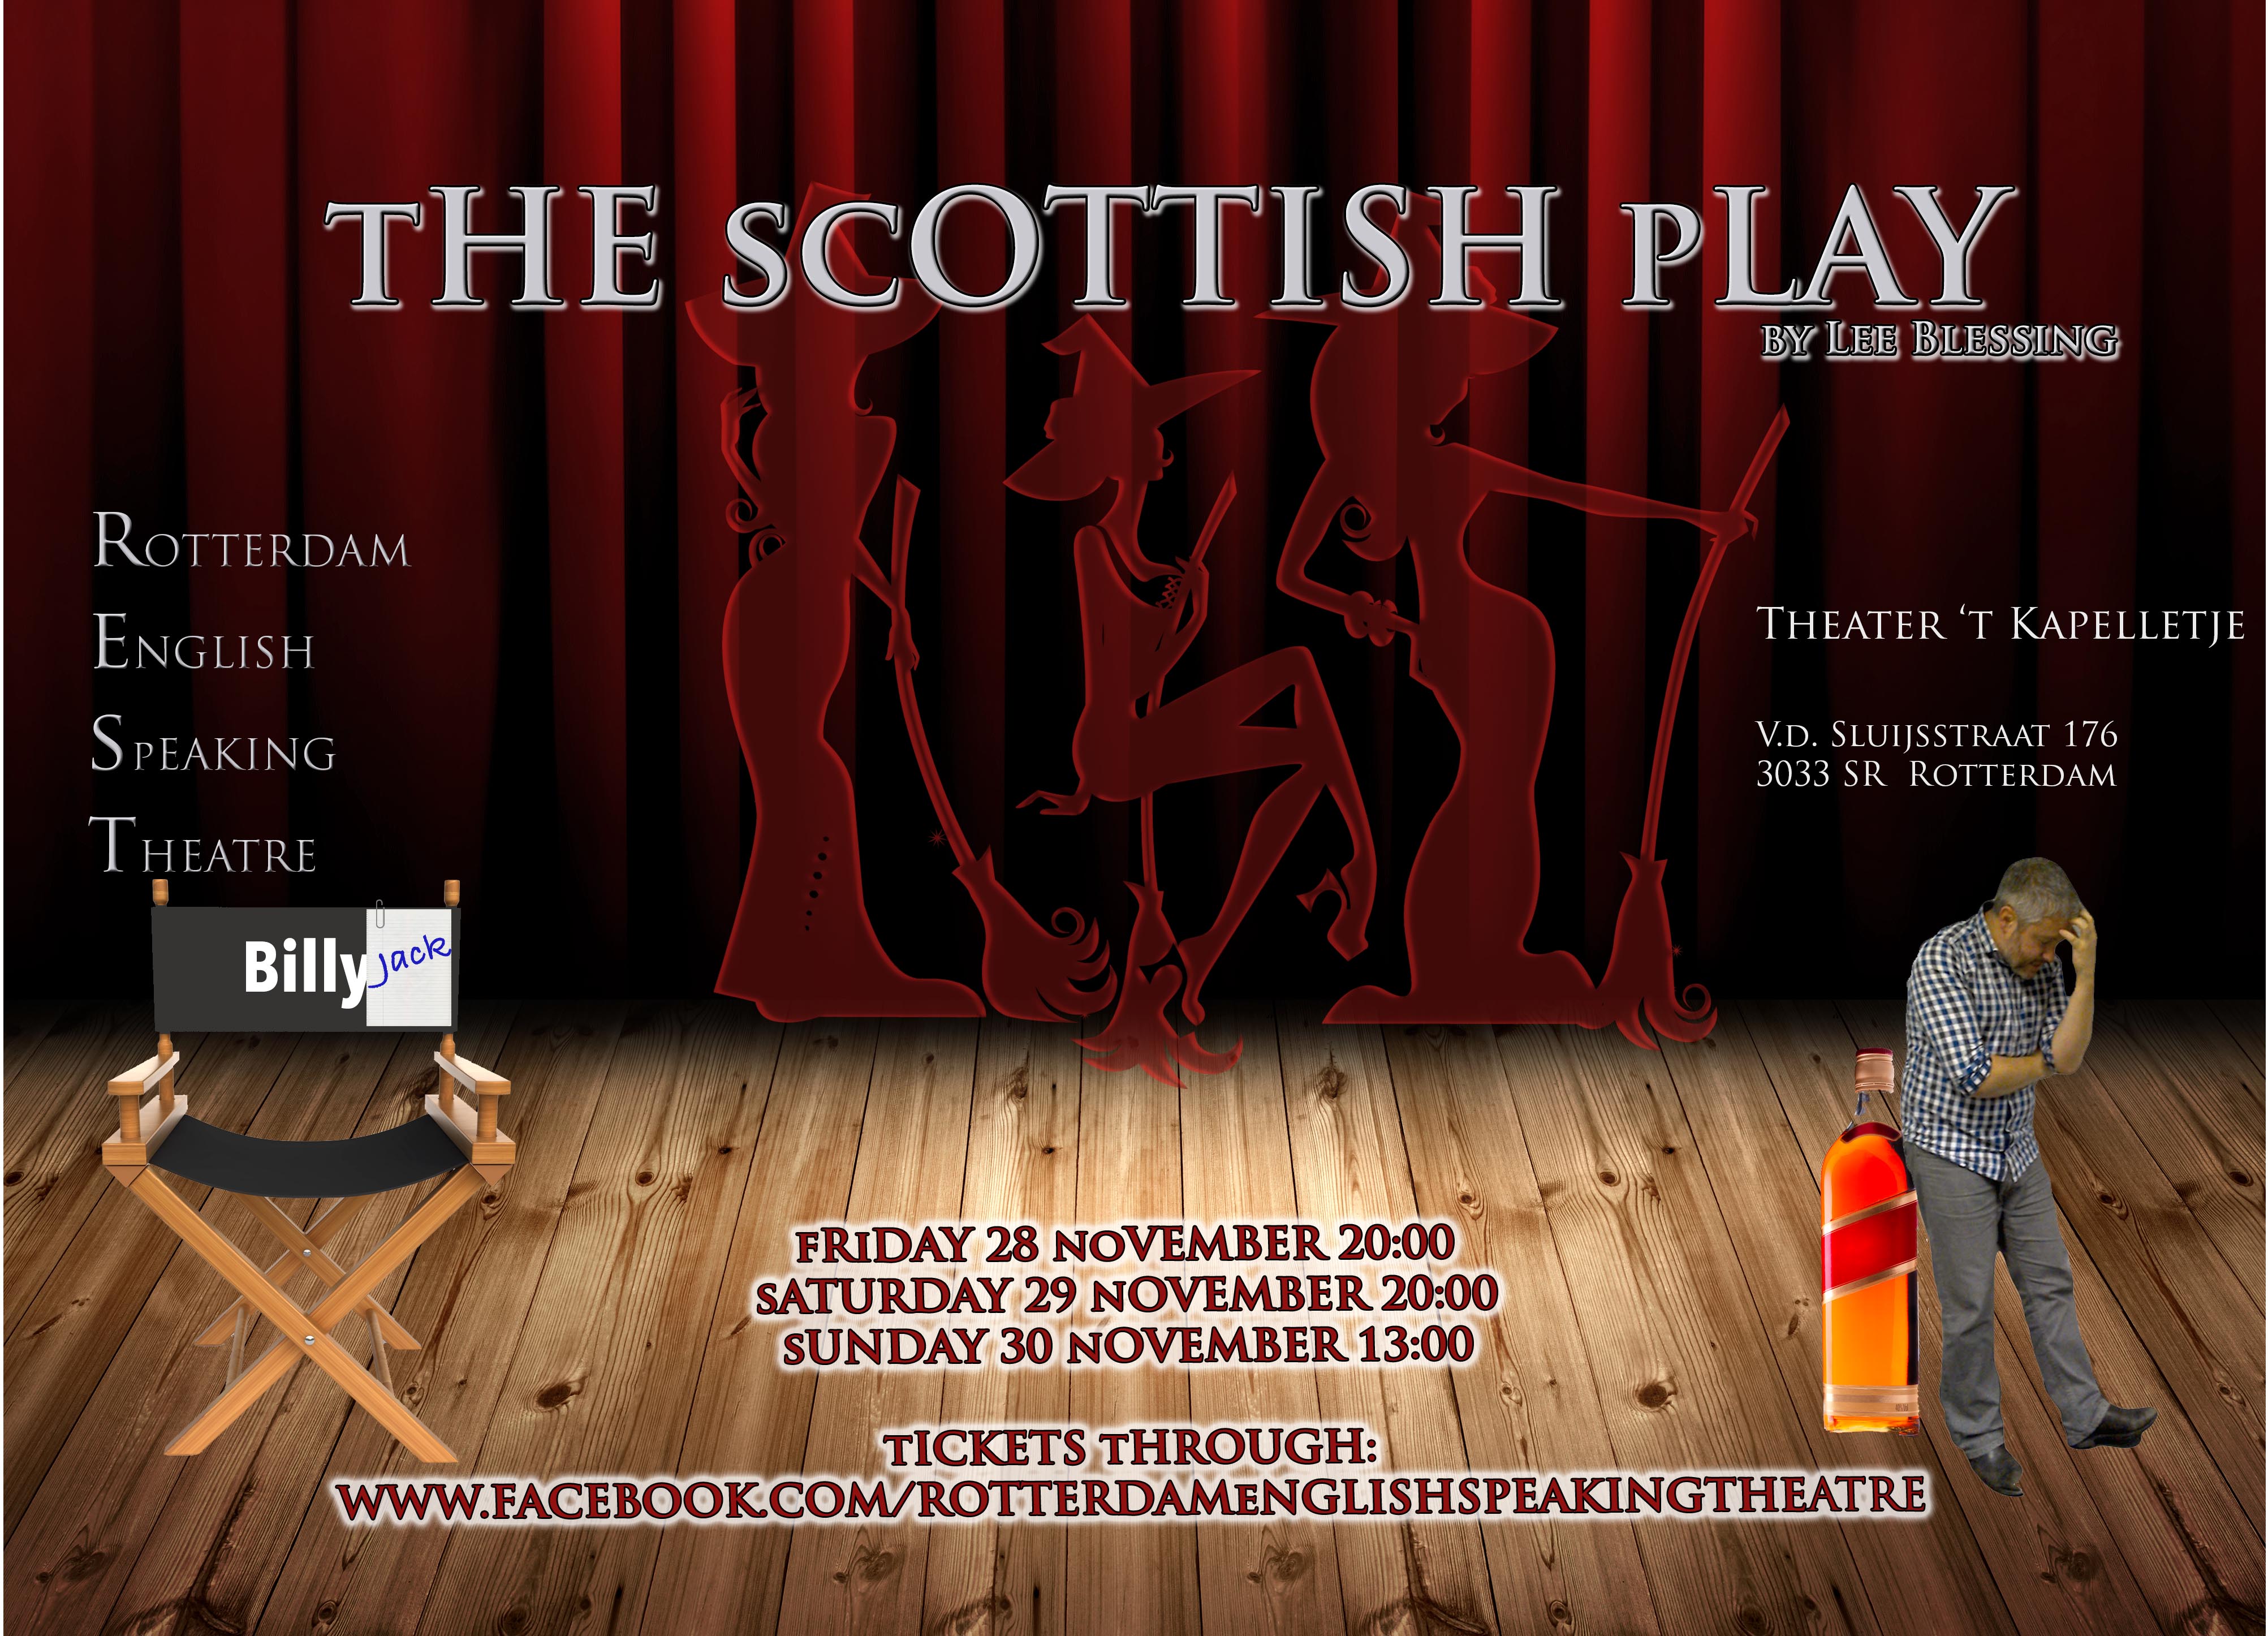 THE SCOTTISH PLAY
BY LEE BLESSING
ROTTERDAM
ENGLISH
SPEAKING
THEATRE
THEATER ‘T KAPELLETJE
V.D. SLUIJSSTRAAT 176
3033 SR ROTTERDAM
Billy Jack
FRiDAY 28 NOVEMBER 20:00
SATURDAY 29 NOVEMBER 20:00
SUNDAY 30 NOVEMBER 13:00
TICKETS THROUGH:
WWW.FACEBOOK.COM/ROTTERDAMENGLISHSPEAKINGTHEATRE